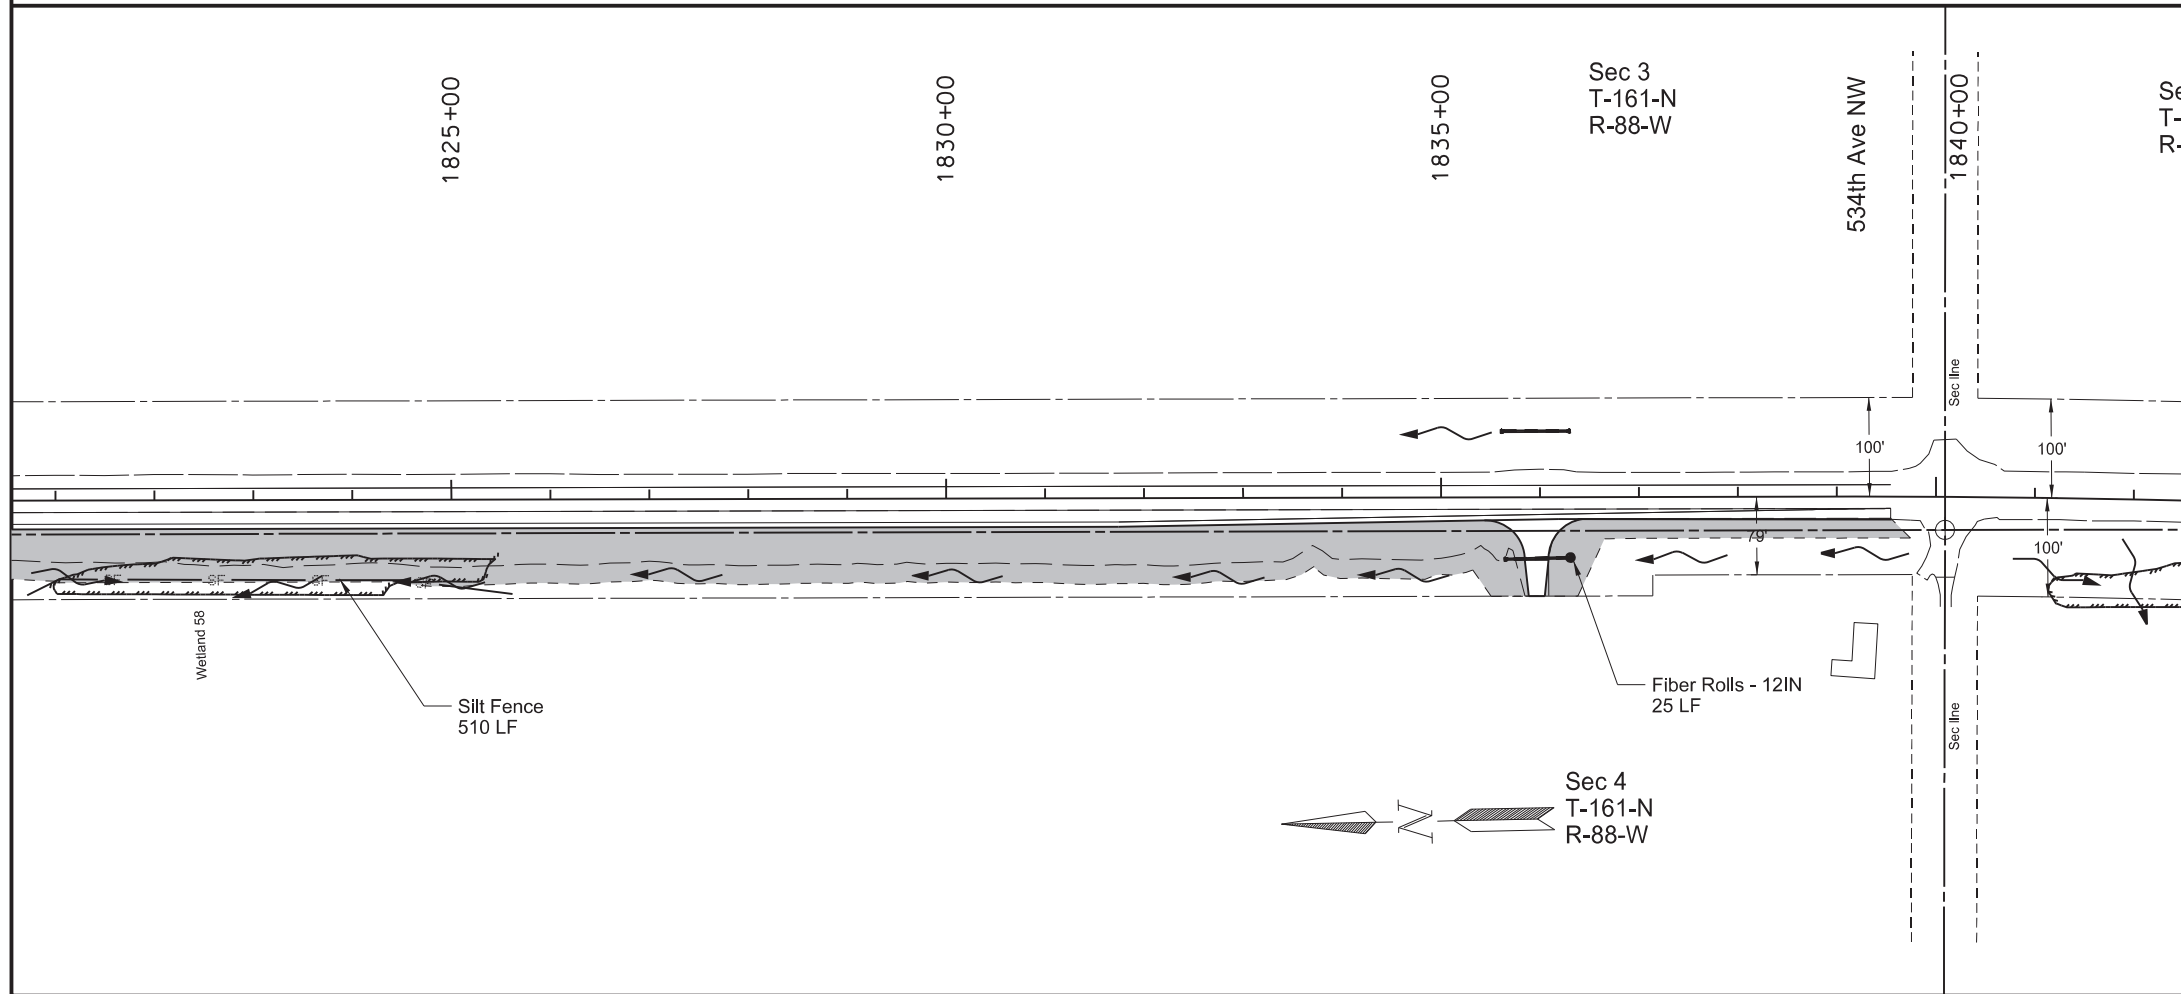 1825+00
1830+00
1835+00
Sec 3
T-161-N
R-88-W
534th Ave NW
1840+00
Sec line
100'
100'
79'
100'
Wetland 58
Silt Fence
510 LF
Fiber Rolls - 12IN
25 LF
Sec line
Sec 4
T-161-N
R-88-W
N